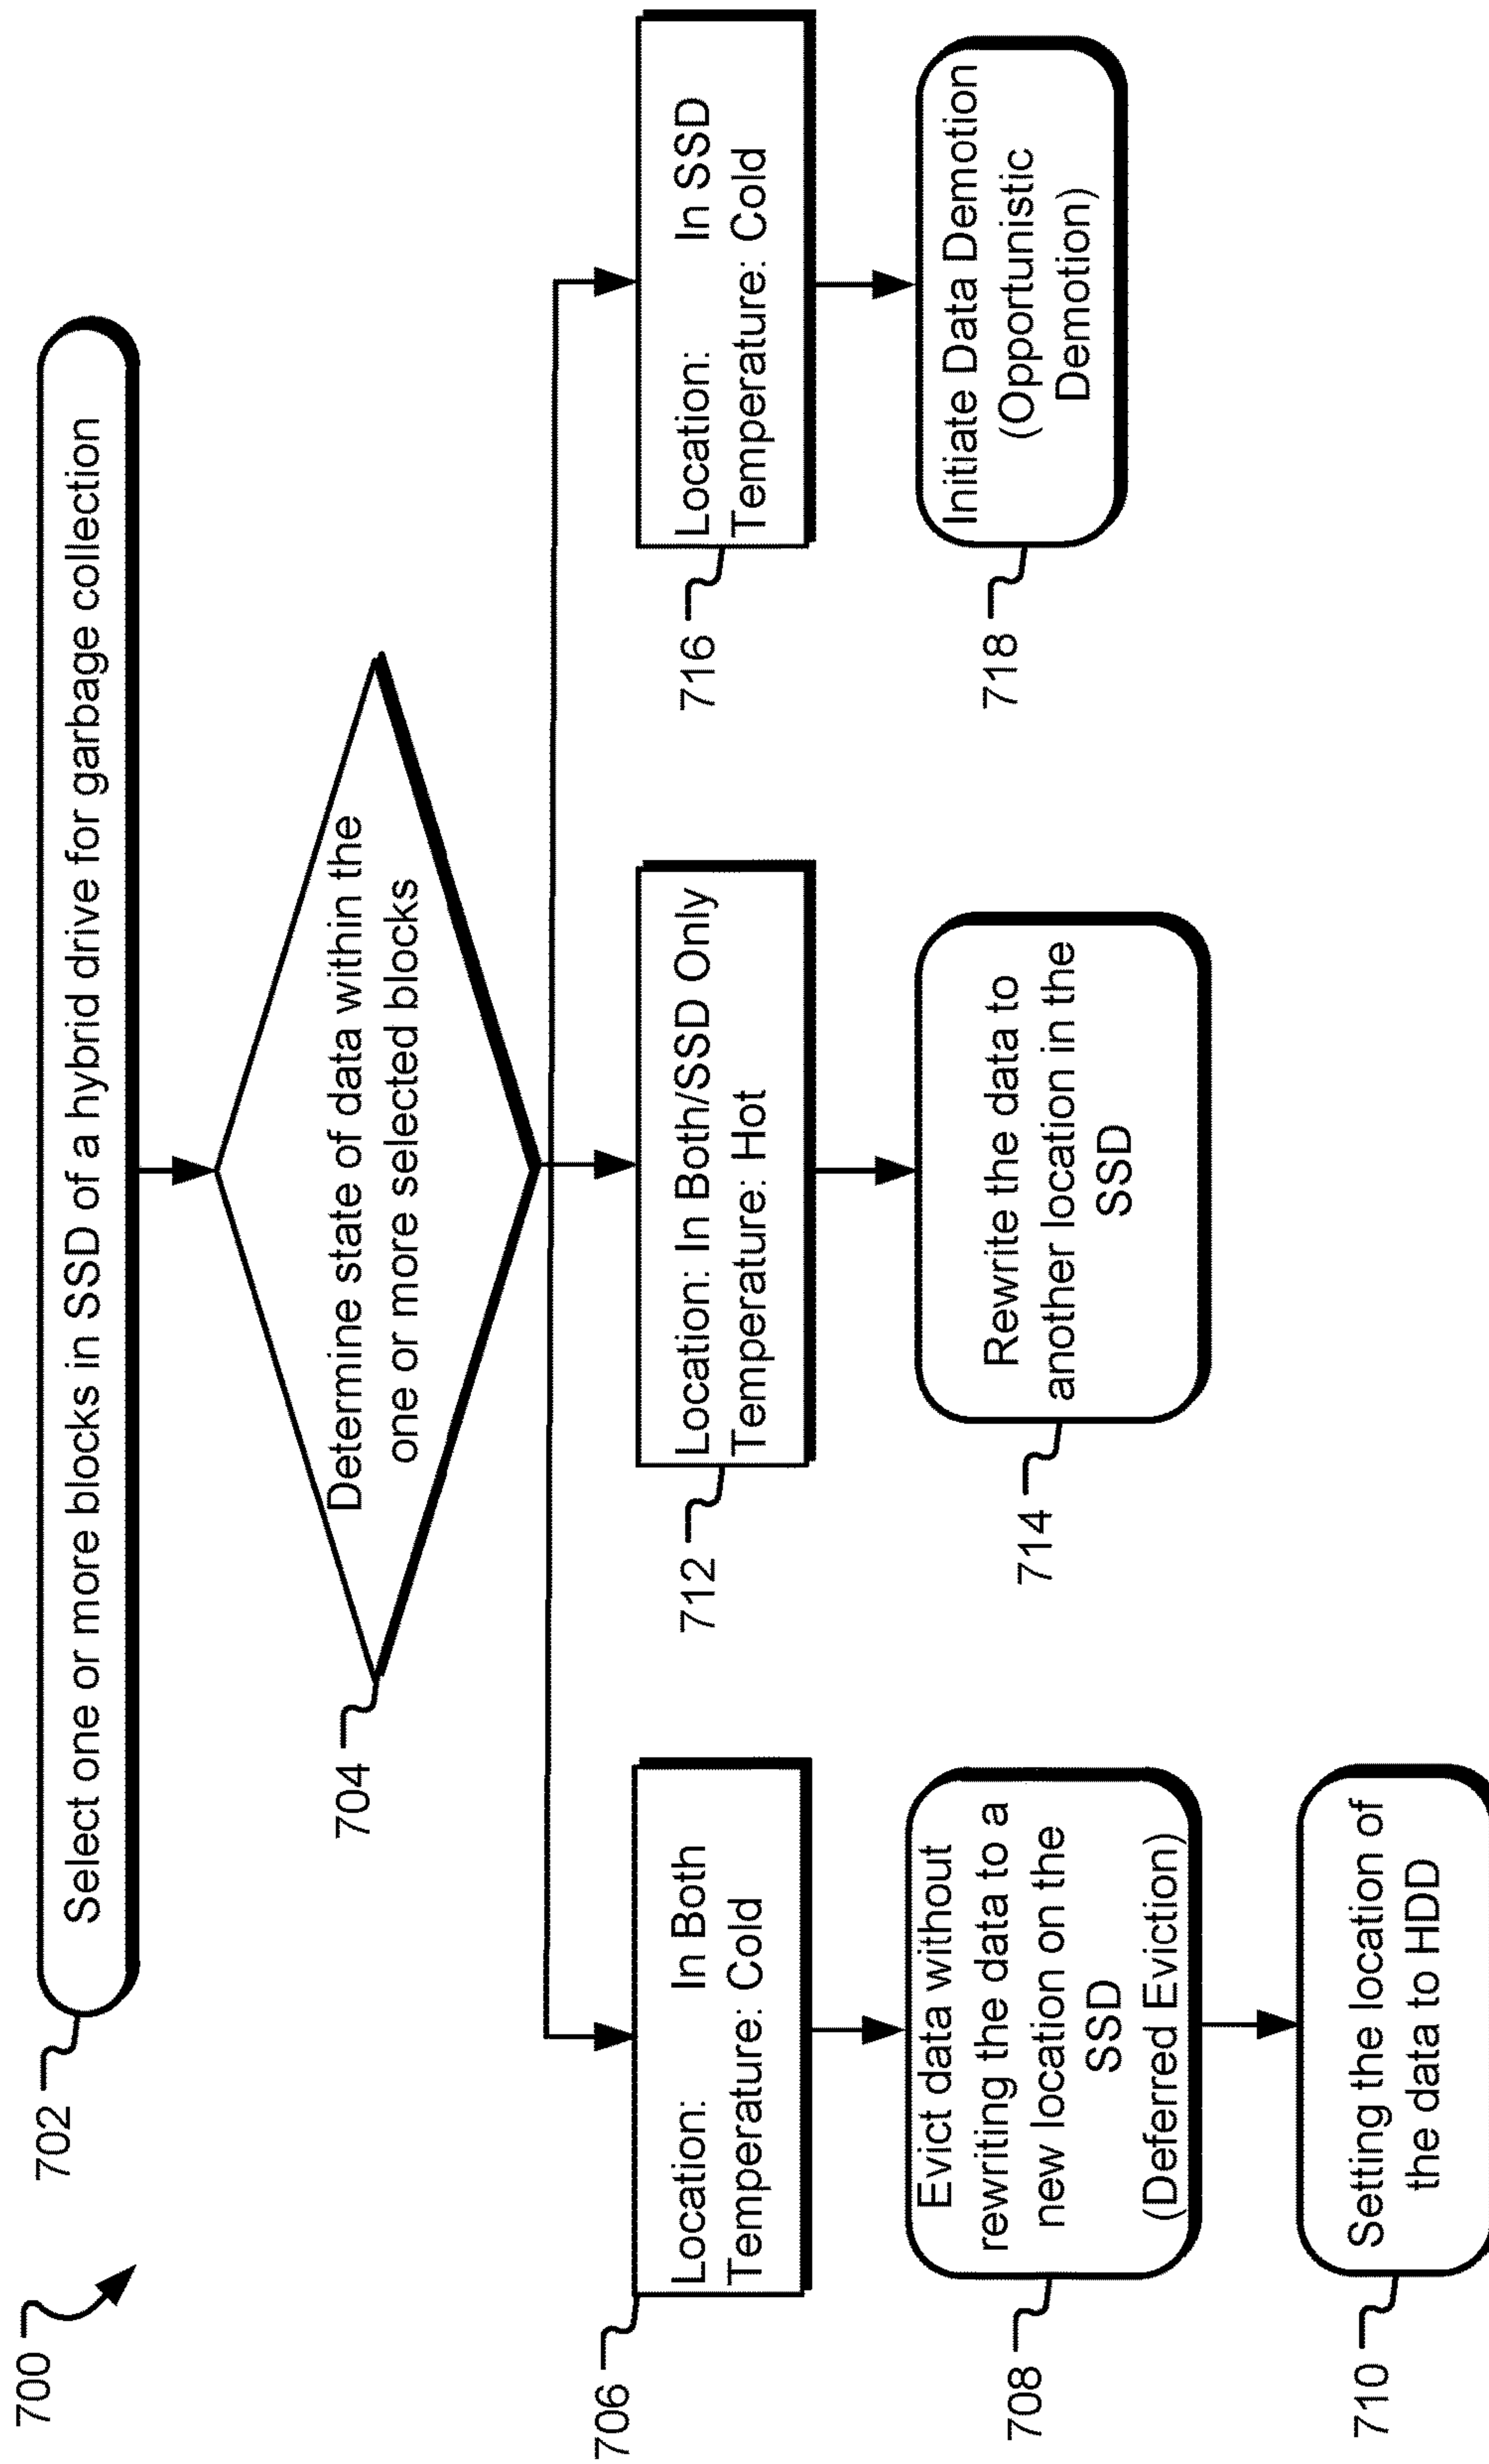 700
702
Select one or more blocks in SSD of a hybrid drive for garbage collection
704
Determine state of data within the
one or more selected blocks
706
Location: In Both
Temperature: Cold
708
Evict data without
rewriting the data to a
new location on the
SSD
(Deferred Eviction)
710
Setting the location of
the data to HDD
712
Location: In Both/SSD Only
Temperature: Hot
714
Rewrite the data to
another location in the
SSD
716
Location: In SSD
Temperature: Cold
718
Initiate Data Demotion
(Opportunistic
Demotion)